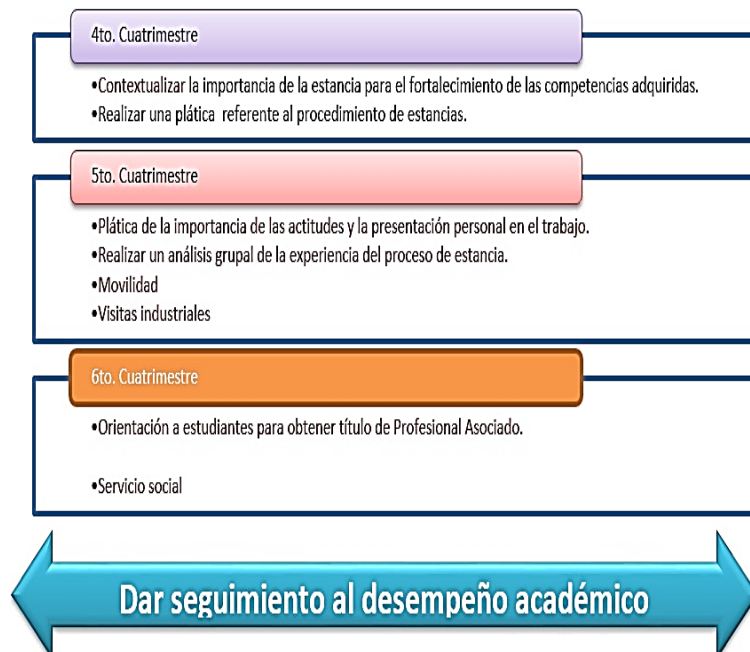 4to. Cuatrimestre
•Contextualizar la importancia de la estancia para el fortalecimiento de las competencias adquiridas.
•Realizar una plática referente al procedimiento de estancias.
5to. Cuatrimestre
•Plática de la importancia de las actitudes y la presentación personal en el trabajo.
•Realizar un análisis grupal de la experiencia del proceso de estancia.
•Movilidad
•Visitas industriales
6to. Cuatrimestre
•Orientación a estudiantes para obtener título de Profesional Asociado.
•Servicio social
Dar seguimiento al desempeño académico